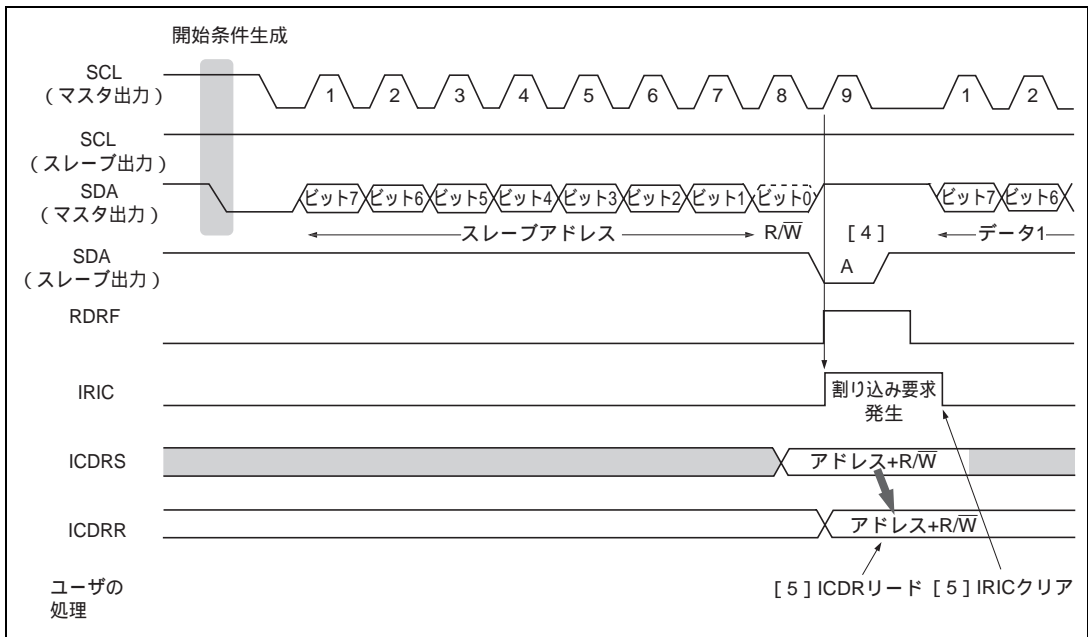 開始条件生成
SCL
(マスタ出力)
1 2 3 4 5 6 7 8 9 1 2
SCL
(スレーブ出力)
SDA
(マスタ出力)
ビット7 ビット6 ビット5 ビット4 ビット3 ビット2 ビット1 ビット0 ビット7 ビット6
スレーブアドレス R/W̅ [4] データ1
SDA
(スレーブ出力)
A
RDRF
IRIC
割り込み要求
発生
ICDRS
アドレス+R/W̅
ICDRR
アドレス+R/W̅
ユーザの
処理
[5] ICDRリード [5] IRICクリア